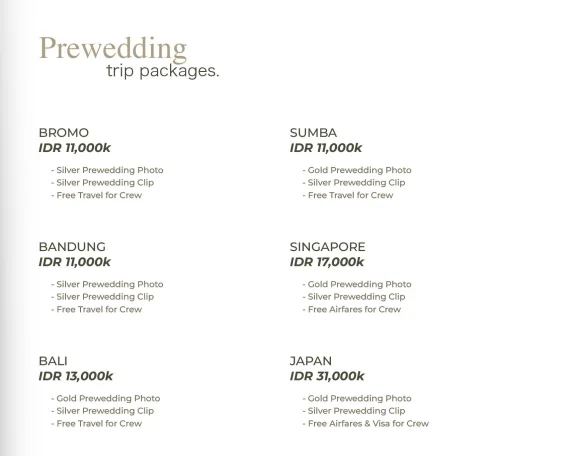 Prewedding
trip packages.
BROMO
IDR 11,000k
- Silver Prewedding Photo
- Silver Prewedding Clip
- Free Travel for Crew
SUMBA
IDR 11,000k
- Gold Prewedding Photo
- Silver Prewedding Clip
- Free Travel for Crew
BANDUNG
IDR 11,000k
- Silver Prewedding Photo
- Silver Prewedding Clip
- Free Travel for Crew
SINGAPORE
IDR 17,000k
- Gold Prewedding Photo
- Silver Prewedding Clip
- Free Airfares for Crew
BALI
IDR 13,000k
- Gold Prewedding Photo
- Silver Prewedding Clip
- Free Travel for Crew
JAPAN
IDR 31,000k
- Gold Prewedding Photo
- Silver Prewedding Clip
- Free Airfares & Visa for Crew